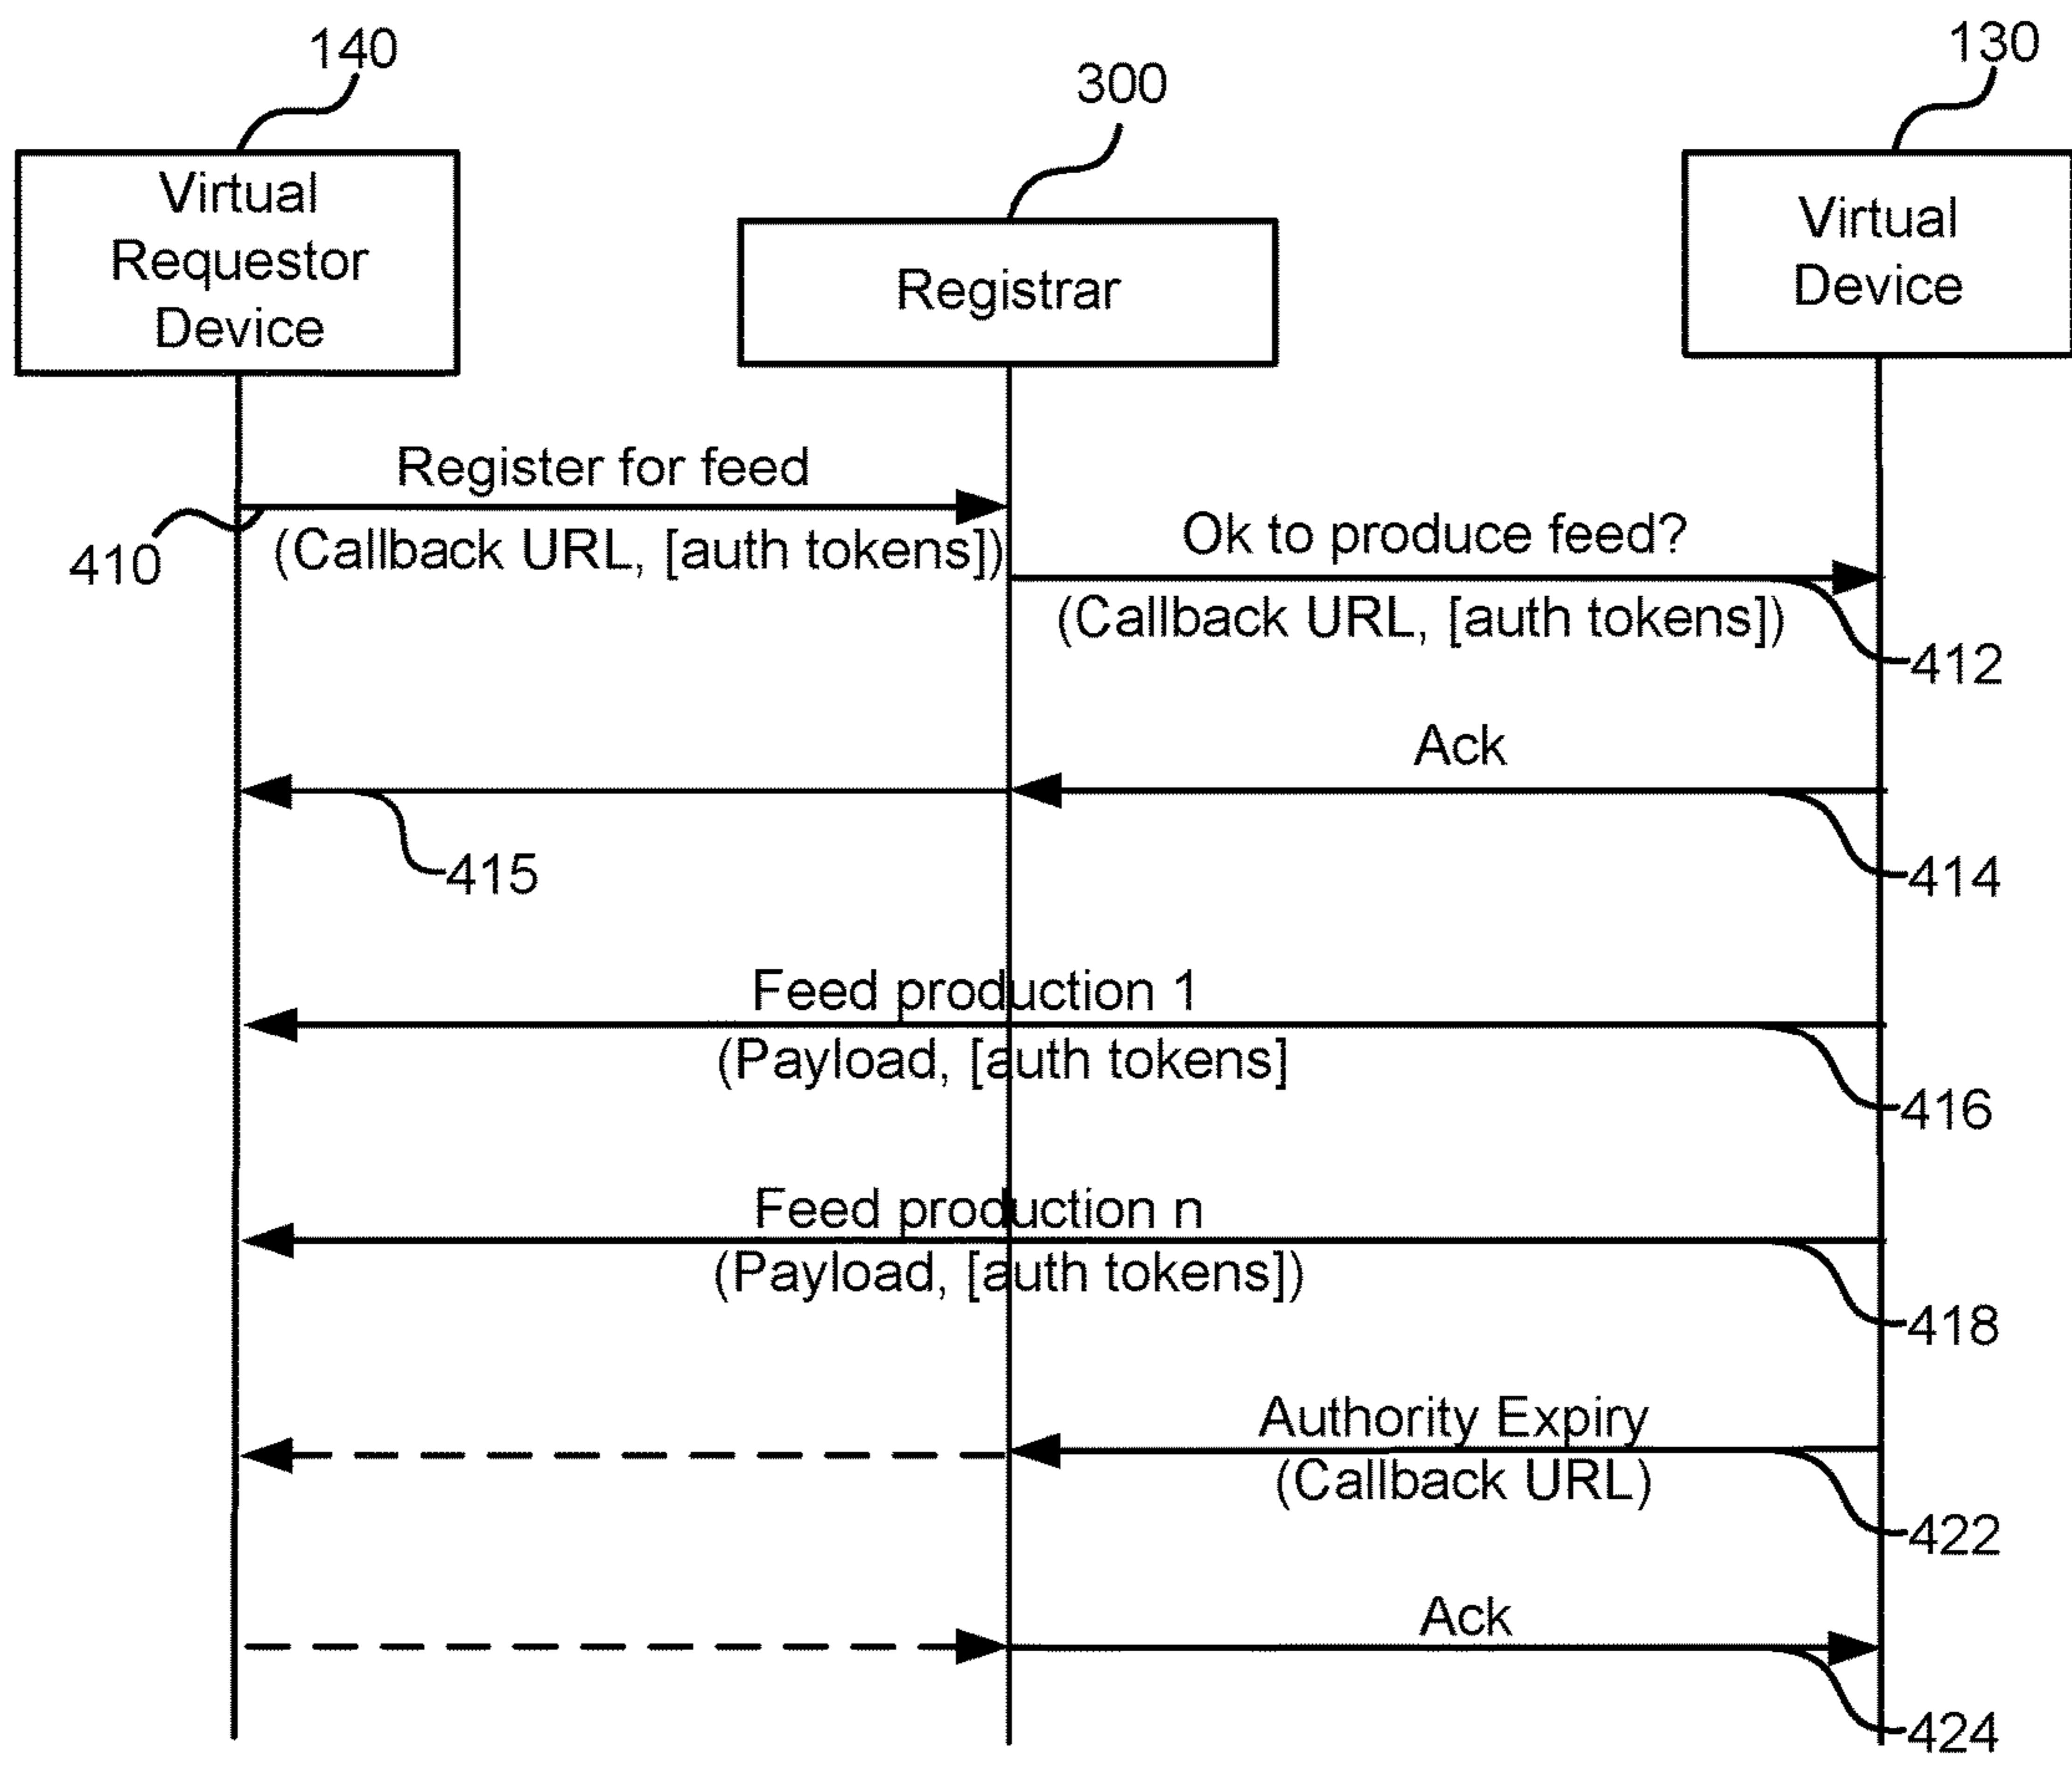 140
300
130
Virtual
Requestor
Device
Registrar
Virtual
Device
Register for feed
(Callback URL, [auth tokens])
410
Ok to produce feed?
(Callback URL, [auth tokens])
412
Ack
415
414
Feed production 1
(Payload, [auth tokens]
416
Feed production n
(Payload, [auth tokens])
418
Authority Expiry
(Callback URL)
422
Ack
424